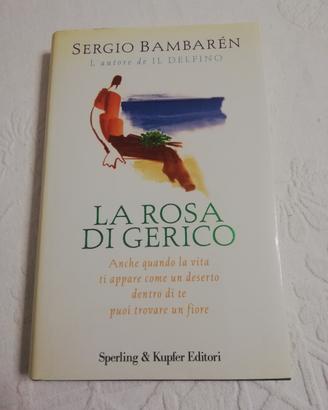 SERGIO BAMBARÉN
L'autore de IL DELFINO
LA ROSA
DI GERICO
Anche quando la vita
ti appare come un deserto
dentro di te
puoi trovare un fiore
Sperling & Kupfer Editori